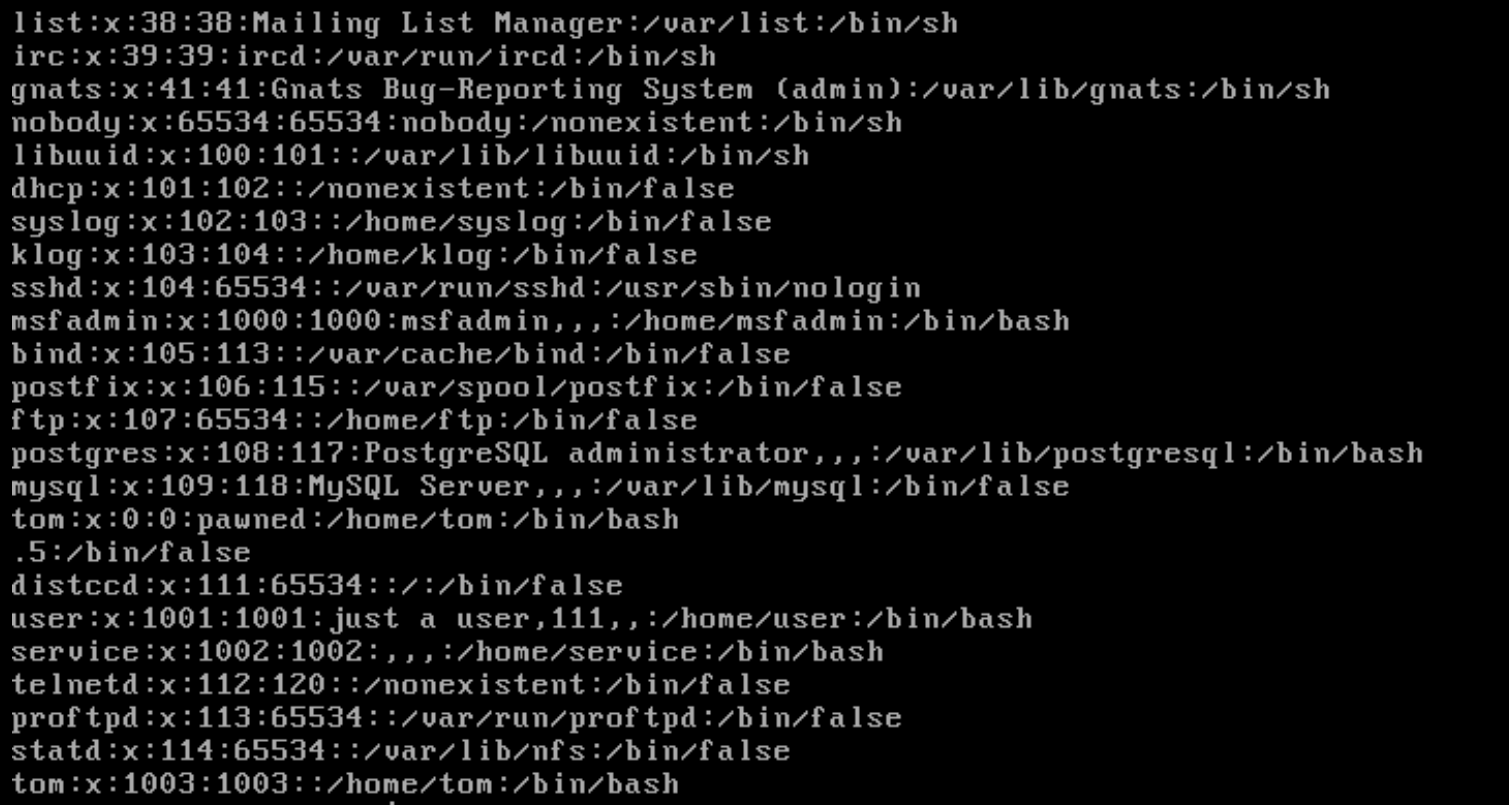 list:x:38:38:Mailing List Manager:/var/list:/bin/sh
irc:x:39:39:ircd:/var/run/ircd:/bin/sh
gnats:x:41:41:Gnats Bug-Reporting System (admin):/var/lib/gnats:/bin/sh
nobody:x:65534:65534:nobody:/nonexistent:/bin/sh
libuuid:x:100:101::/var/lib/libuuid:/bin/sh
dhcp:x:101:102::/nonexistent:/bin/false
syslog:x:102:103::/home/syslog:/bin/false
klog:x:103:104::/home/klog:/bin/false
sshd:x:104:65534::/var/run/sshd:/usr/sbin/nologin
msfadmin:x:1000:1000:msfadmin,,,:/home/msfadmin:/bin/bash
bind:x:105:113::/var/cache/bind:/bin/false
postfix:x:106:115::/var/spool/postfix:/bin/false
ftp:x:107:65534::/home/ftp:/bin/false
postgres:x:108:117:PostgreSQL administrator,,,:/var/lib/postgresql:/bin/bash
mysql:x:109:118:MySQL Server,,,:/var/lib/mysql:/bin/false
tom:x:0:0:pawned:/home/tom:/bin/bash
.5:/bin/false
distccd:x:111:65534::/:/bin/false
user:x:1001:1001:just a user,111,,:/home/user:/bin/bash
service:x:1002:1002:,,,:/home/service:/bin/bash
telnetd:x:112:120::/nonexistent:/bin/false
proftpd:x:113:65534::/var/run/proftpd:/bin/false
statd:x:114:65534::/var/lib/nfs:/bin/false
tom:x:1003:1003::/home/tom:/bin/bash